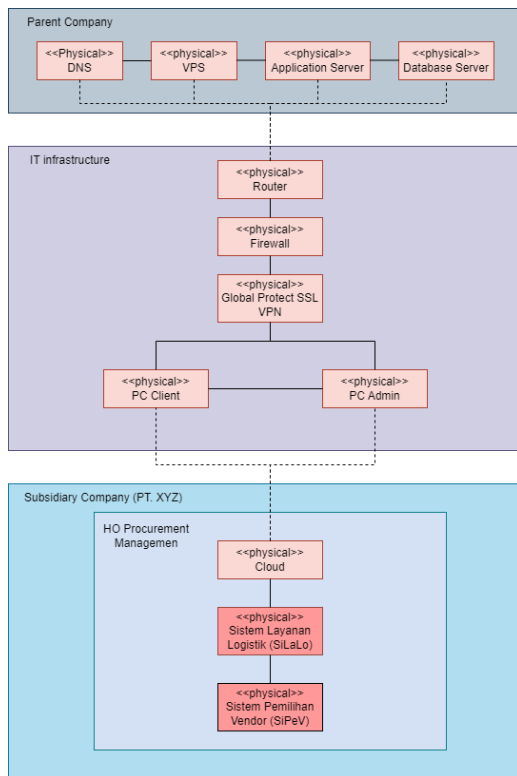 Parent Company
<<Physical>>
DNS
<<physical>>
VPS
<<physical>>
Application Server
<<physical>>
Database Server
IT infrastructure
<<physical>>
Router
<<physical>>
Firewall
<<physical>>
Global Protect SSL
VPN
<<physical>>
PC Client
<<physical>>
PC Admin
Subsidiary Company (PT. XYZ)
HO Procurement
Managemen
<<physical>>
Cloud
<<physical>>
Sistem Layanan
Logistik (SiLaLo)
<<physical>>
Sistem Pemilihan
Vendor (SiPeV)